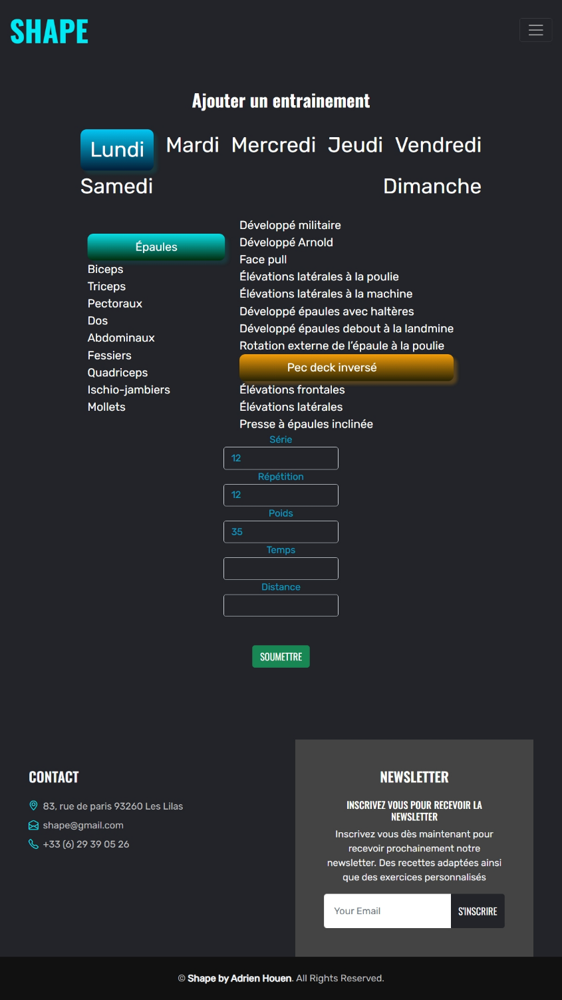 SHAPE
Ajouter un entrainement
Lundi Mardi Mercredi Jeudi Vendredi
Samedi Dimanche
Épaules
Biceps
Triceps
Pectoraux
Dos
Abdominaux
Fessiers
Quadriceps
Ischio-jambiers
Mollets
Développé militaire
Développé Arnold
Face pull
Élévations latérales à la poulie
Élévations latérales à la machine
Développé épaules avec haltères
Développé épaules debout à la landmine
Rotation externe de l’épaule à la poulie
Pec deck inversé
Élévations frontales
Élévations latérales
Presse à épaules inclinée
Série
12
Répétition
12
Poids
35
Temps
Distance
SOUMETTRE
CONTACT
83, rue de paris 93260 Les Lilas
shape@gmail.com
+33 (6) 29 39 05 26
NEWSLETTER
INSCRIVEZ VOUS POUR RECEVOIR LA
NEWSLETTER
Inscrivez vous dès maintenant pour
recevoir prochainement notre
newsletter. Des recettes adaptées ainsi
que des exercices personnalisés
Your Email
S'INSCRIRE
© Shape by Adrien Houen. All Rights Reserved.